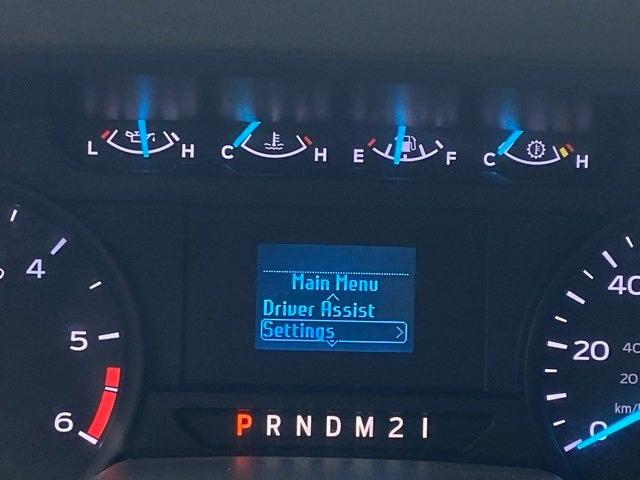 L H C H E F C H
4
5
6
Main Menu
Driver Assist
Settings
PRNDM21
40
20
40
20
km/
0